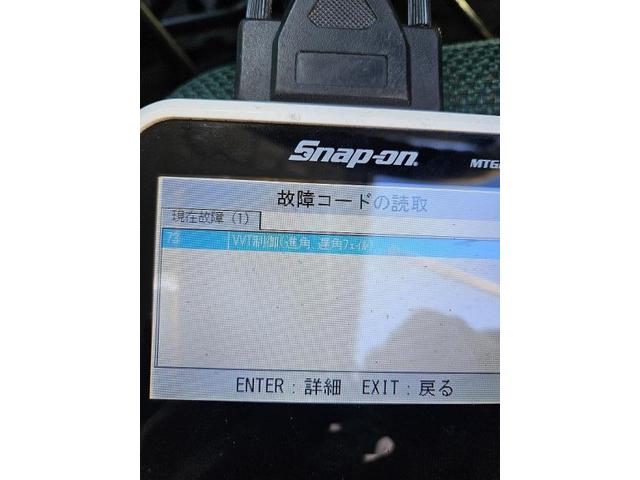 Snap-on
故障コードの読取
現在故障 (1)
73 VVT制御(進角 遅角フェイル)
ENTER : 詳細 EXIT : 戻る